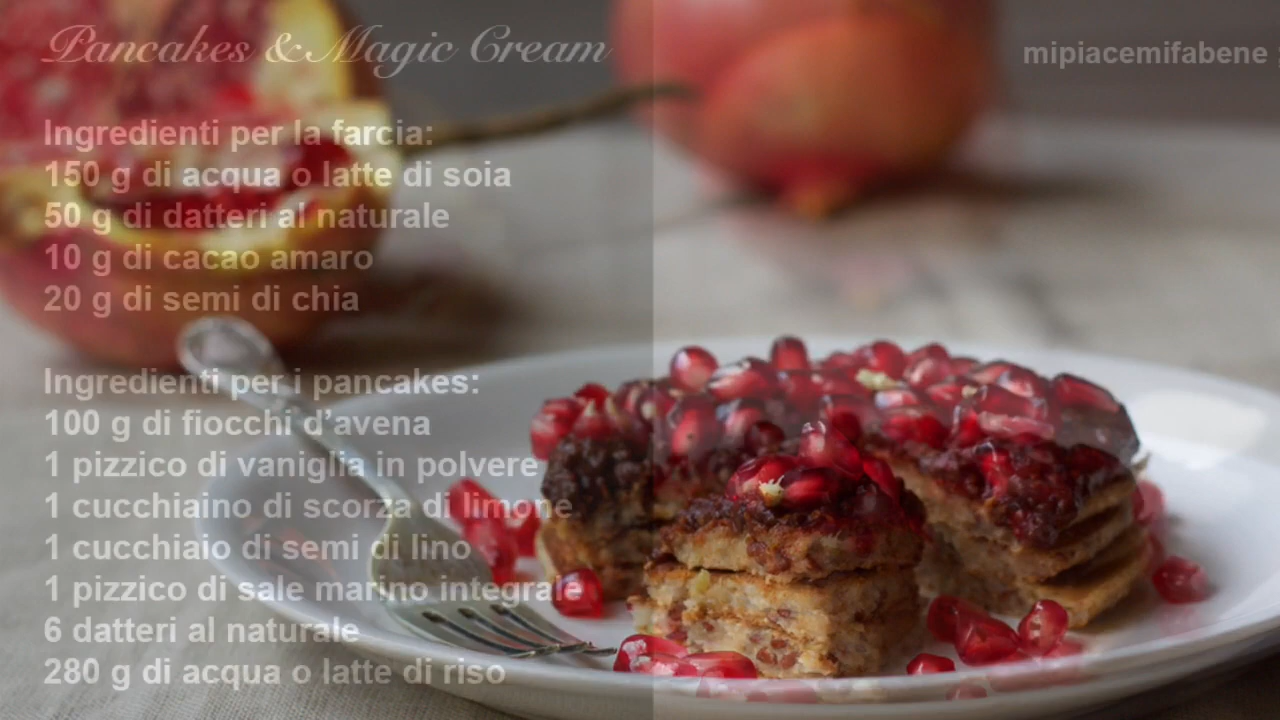 Pancakes & Magic Cream
mipiacemifabene
Ingredienti per la farcia:
150 g di acqua o latte di soia
50 g di datteri al naturale
10 g di cacao amaro
20 g di semi di chia
Ingredienti per i pancakes:
100 g di fiocchi d'avena
1 pizzico di vaniglia in polvere
1 cucchiaino di scorza di limone
1 cucchiaio di semi di lino
1 pizzico di sale marino integrale
6 datteri al naturale
280 g di acqua o latte di riso